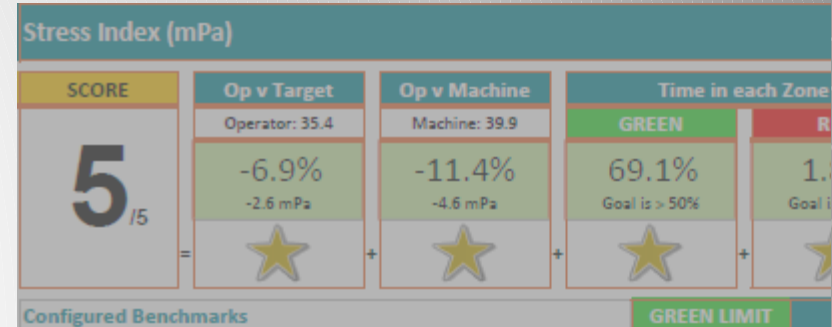 Stress Index (mPa)
SCORE Op v Target Op v Machine Time in each Zone
Operator: 35.4 Machine: 39.9 GREEN
5/5 -6.9% -11.4% 69.1%
-2.6 mPa -4.6 mPa Goal is > 50% Goal
= + + +
Configured Benchmarks GREEN LIMIT